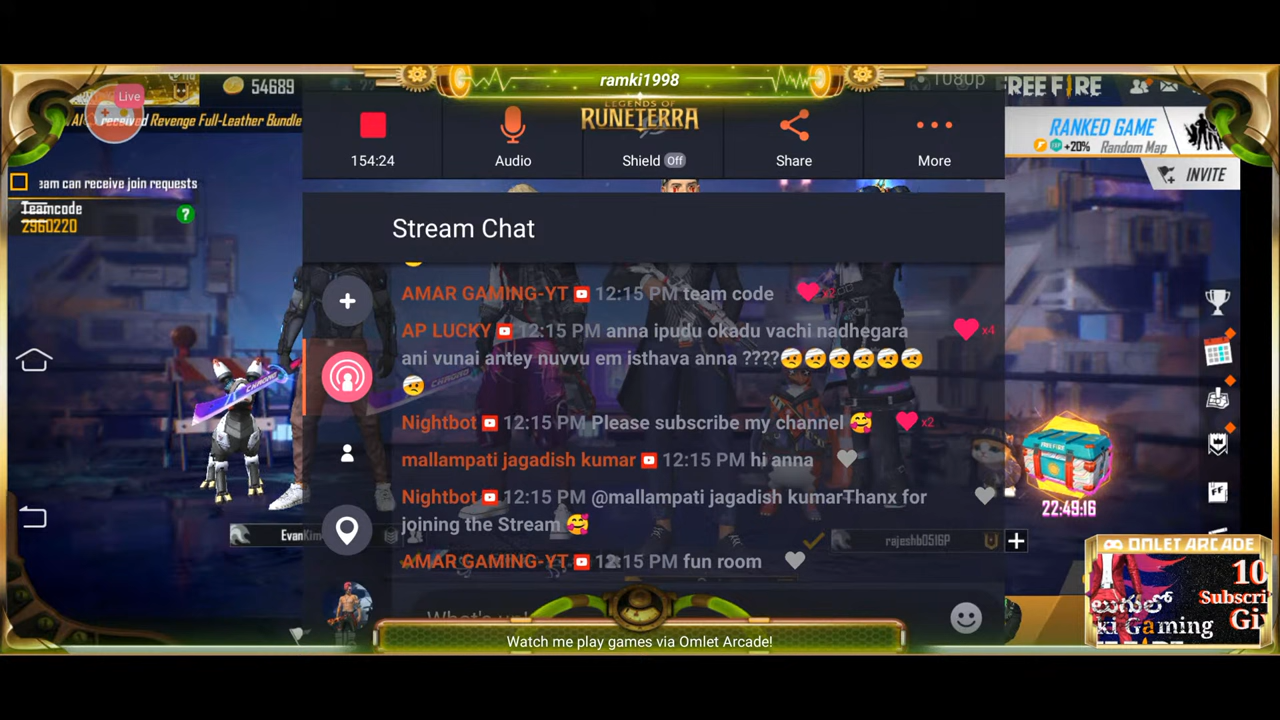 ramki1998
54689
Live
received Revenge Full-Leather Bundle
LEGENDS OF
RUNETERRA
1080p
FREE FIRE
RANKED GAME
+20% Random Map
INVITE
154:24
Audio
Shield Off
Share
More
eam can receive join requests
Teamcode
2960220
?
Stream Chat
AMAR GAMING-YT 12:15 PM team code
AP LUCKY 12:15 PM anna ipudu okadu vachi nadhegara x4
ani vunai antey nuvvu em isthava anna ????🤕🤕🤕🤕🤕🤕
🤕
Nightbot 12:15 PM Please subscribe my channel 🥰 x2
mallampati jagadish kumar 12:15 PM hi anna
Nightbot 12:15 PM @mallampati jagadish kumarThanx for
joining the Stream 🥰
AMAR GAMING-YT 12:15 PM fun room
CHRONO
22:49:16
EvanKim
rajeshb0516P
OMLET ARCADE
10
లుగులో
Subscri
ki Gaming
Gi
Watch me play games via Omlet Arcade!